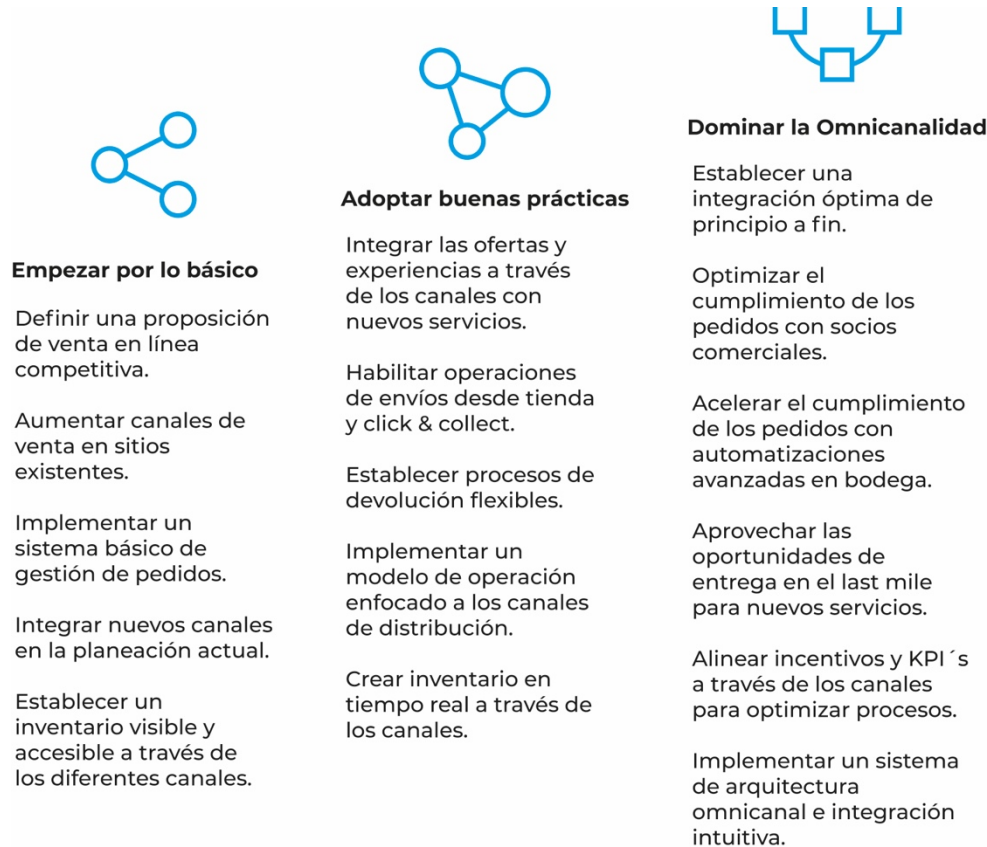 Empezar por lo básico
Definir una proposición
de venta en línea
competitiva.
Aumentar canales de
venta en sitios
existentes.
Implementar un
sistema básico de
gestión de pedidos.
Integrar nuevos canales
en la planeación actual.
Establecer un
inventario visible y
accesible a través de
los diferentes canales.
Adoptar buenas prácticas
Integrar las ofertas y
experiencias a través
de los canales con
nuevos servicios.
Habilitar operaciones
de envíos desde tienda
y click & collect.
Establecer procesos de
devolución flexibles.
Implementar un
modelo de operación
enfocado a los canales
de distribución.
Crear inventario en
tiempo real a través de
los canales.
Dominar la Omnicanalidad
Establecer una
integración óptima de
principio a fin.
Optimizar el
cumplimiento de los
pedidos con socios
comerciales.
Acelerar el cumplimiento
de los pedidos con
automatizaciones
avanzadas en bodega.
Aprovechar las
oportunidades de
entrega en el last mile
para nuevos servicios.
Alinear incentivos y KPI´s
a través de los canales
para optimizar procesos.
Implementar un sistema
de arquitectura
omnicanal e integración
intuitiva.